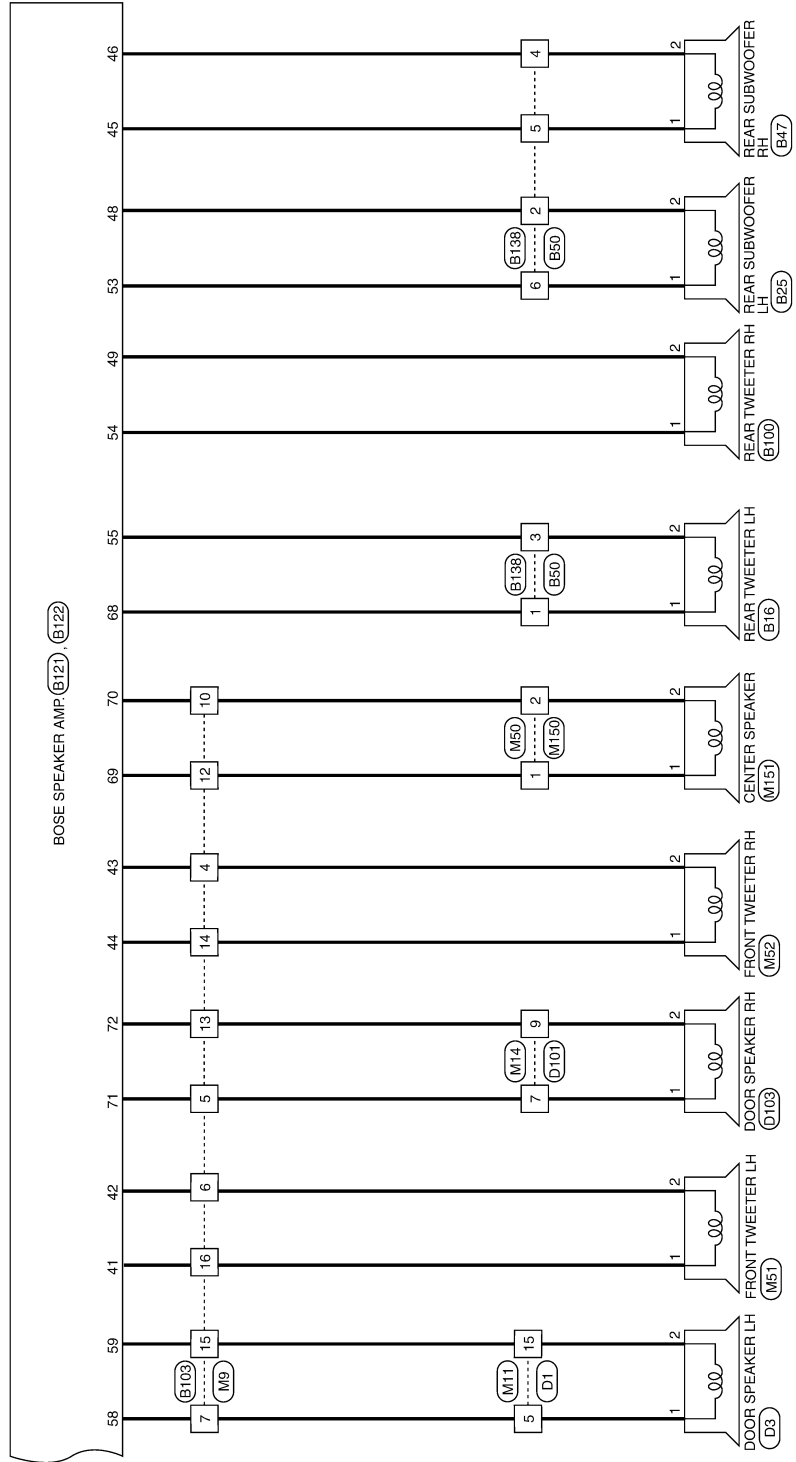 BOSE SPEAKER AMP. B121 , B122
58 59 41 42 71 72 44 43 69 70 68 55 54 49 53 48 45 46
B103
7 15 16 6 5 13 14 4 12 10
M9
M11 M14 M50 B138 B138
5 15 7 9 1 2 1 3 6 2 5 4
D1 D101 M150 B50 B50
1 2 1 2 1 2 1 2 1 2 1 2 1 2 1 2 1 2
DOOR SPEAKER LH
D3
FRONT TWEETER LH
M51
DOOR SPEAKER RH
D103
FRONT TWEETER RH
M52
CENTER SPEAKER
M151
REAR TWEETER LH
B16
REAR TWEETER RH
B100
REAR SUBWOOFER
LH
B25
REAR SUBWOOFER
RH
B47